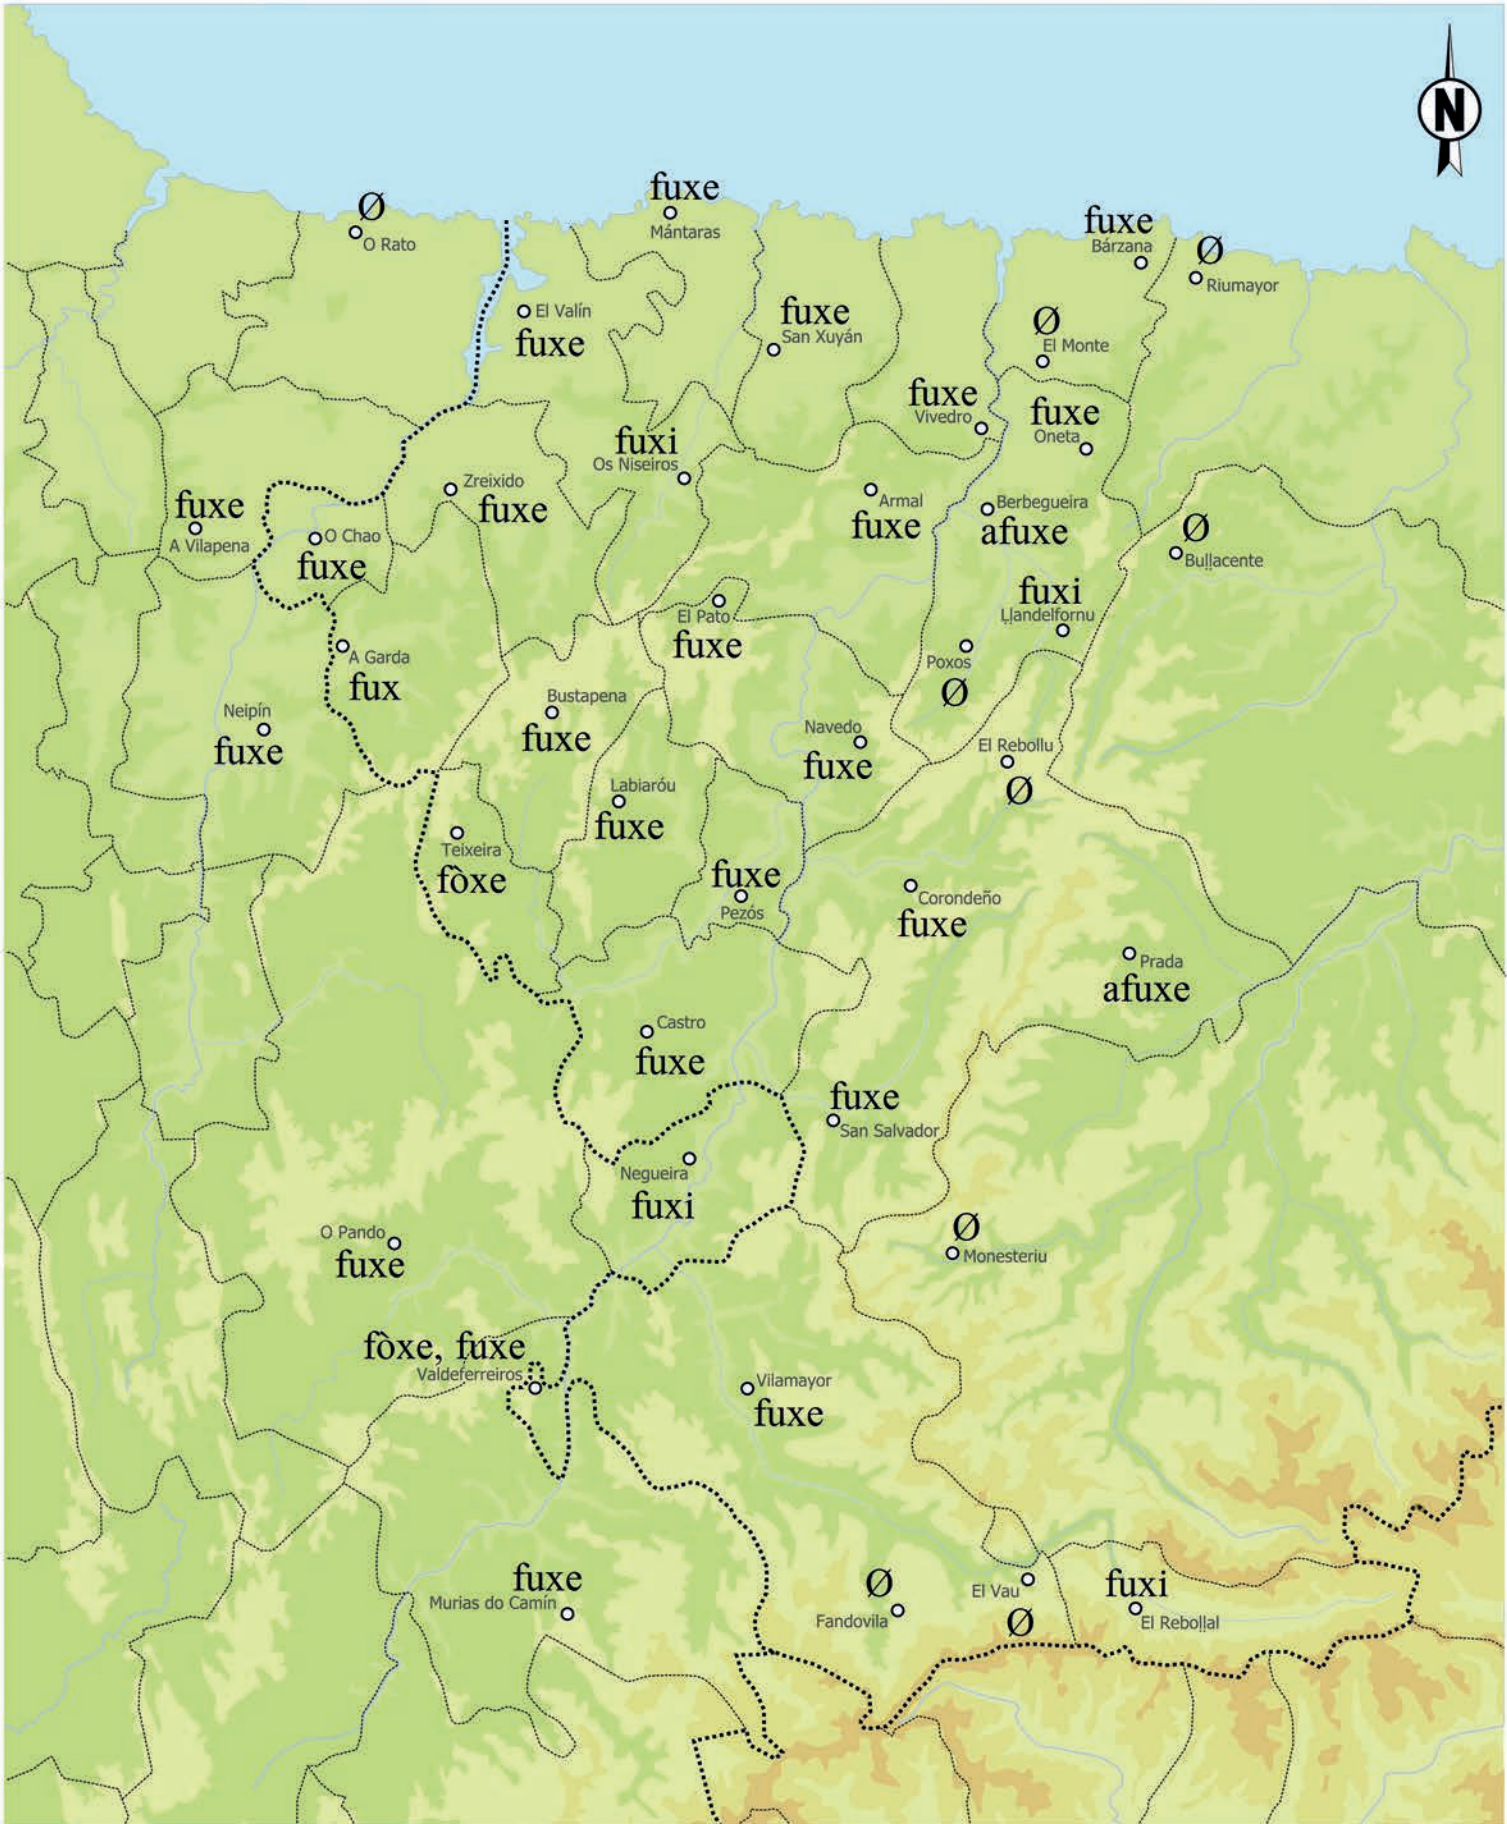 N
fuxe
Mántaras
Ø
O Rato
fuxe
Bárzana
Ø
Riumayor
El Valín
fuxe
fuxe
San Xuyán
Ø
El Monte
fuxe
Vivedro
fuxe
Oneta
fuxi
Os Niseiros
Zreixido
fuxe
fuxe
A Vilapena
O Chao
fuxe
Armal
fuxe
Berbegueira
afuxe
Ø
Buḷḷacente
fuxi
Ḷḷandelfornu
El Pato
fuxe
A Garda
fux
Poxos
Ø
Bustapena
fuxe
Neipín
fuxe
Navedo
fuxe
El Rebollu
Ø
Labiaróu
fuxe
Teixeira
fòxe
fuxe
Pezós
Corondeño
fuxe
Prada
afuxe
Castro
fuxe
fuxe
San Salvador
Negueira
fuxi
O Pando
fuxe
Ø
Monesteriu
fòxe, fuxe
Valdeferreiros
Vilamayor
fuxe
fuxe
Murias do Camín
Ø
Fandovila
El Vau
Ø
fuxi
El Reboḷḷal